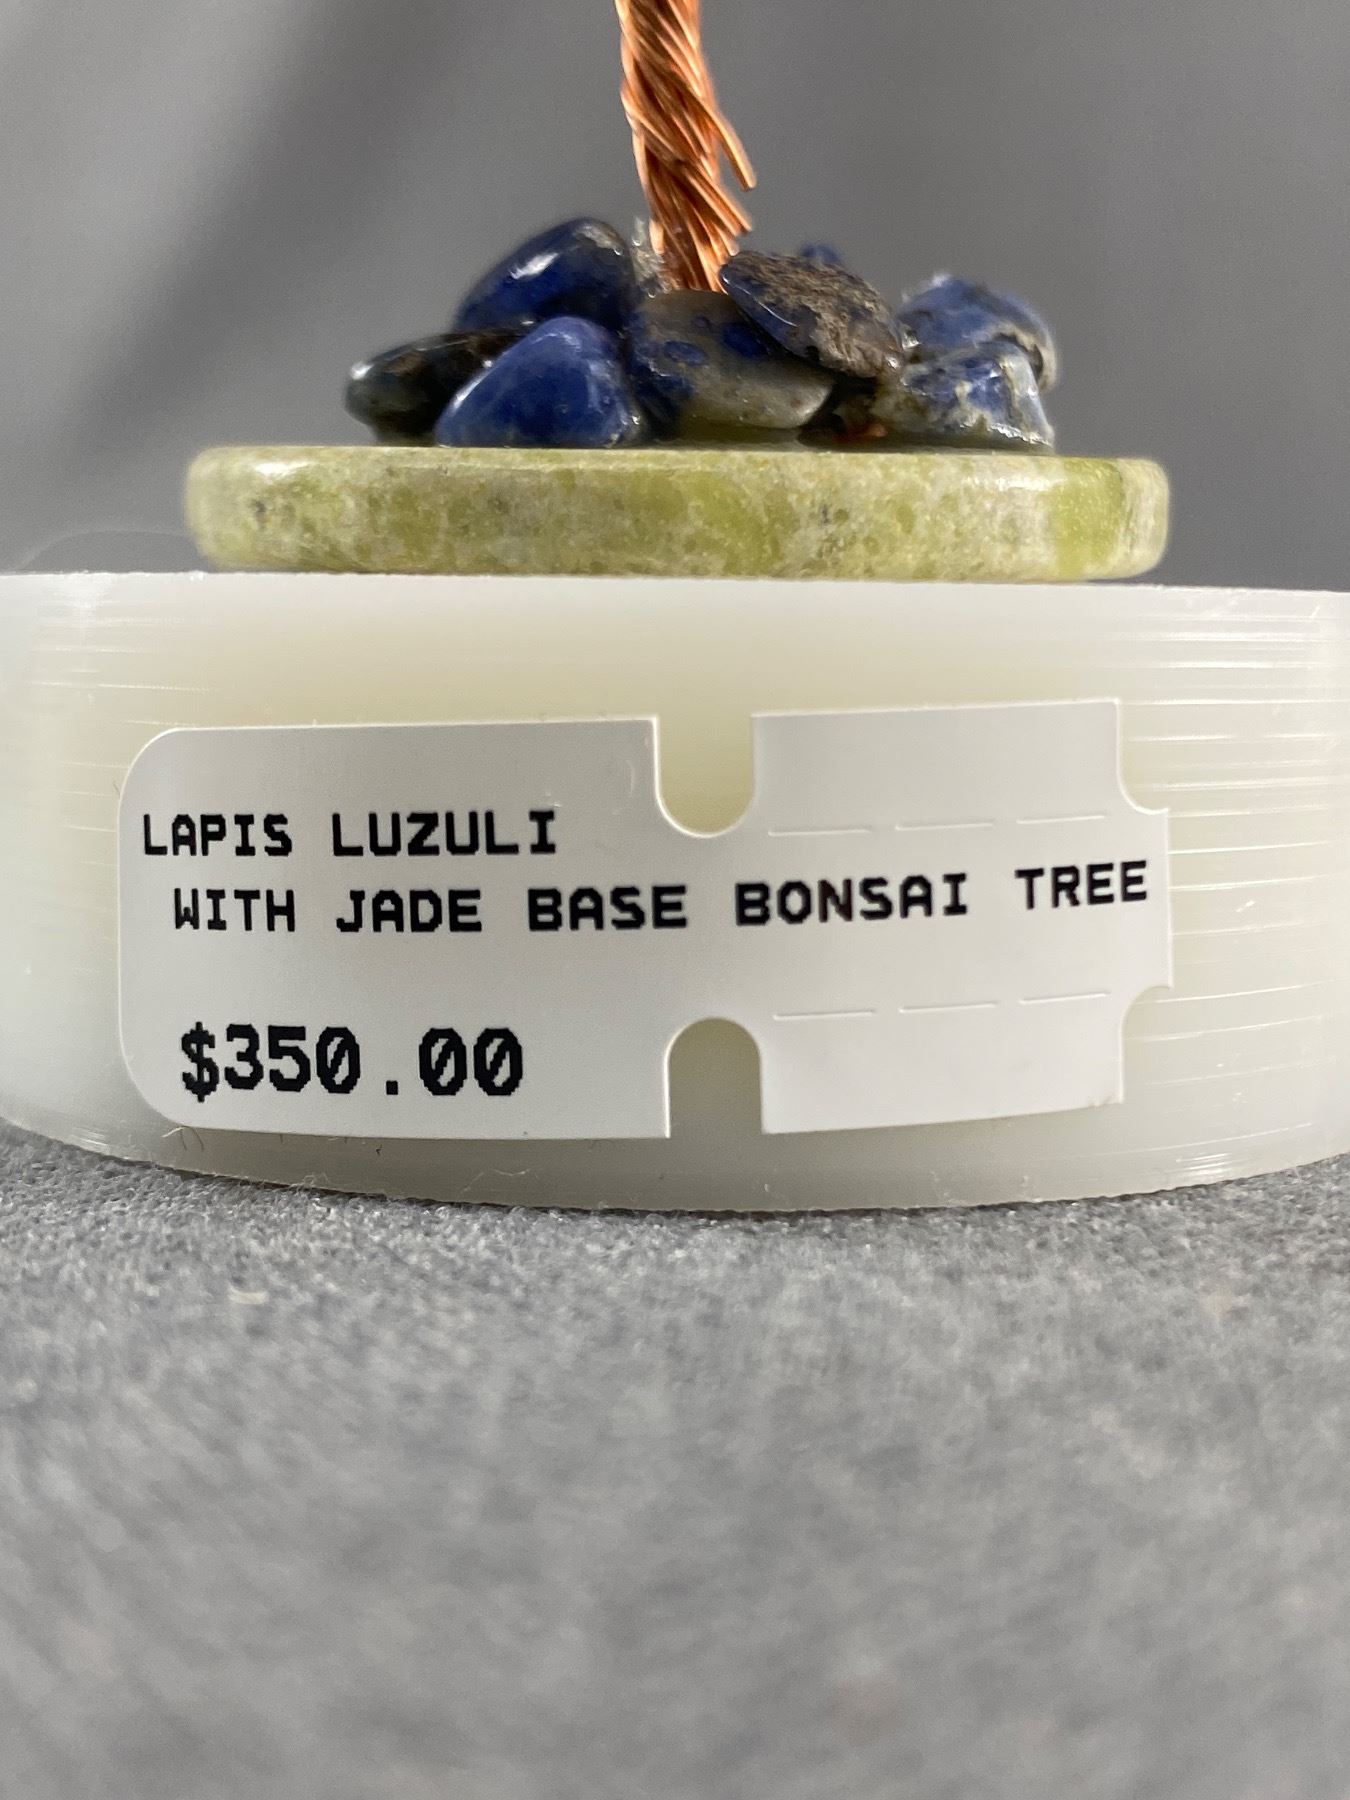 LAPIS LUZULI
WITH JADE BASE BONSAI TREE
$350.00